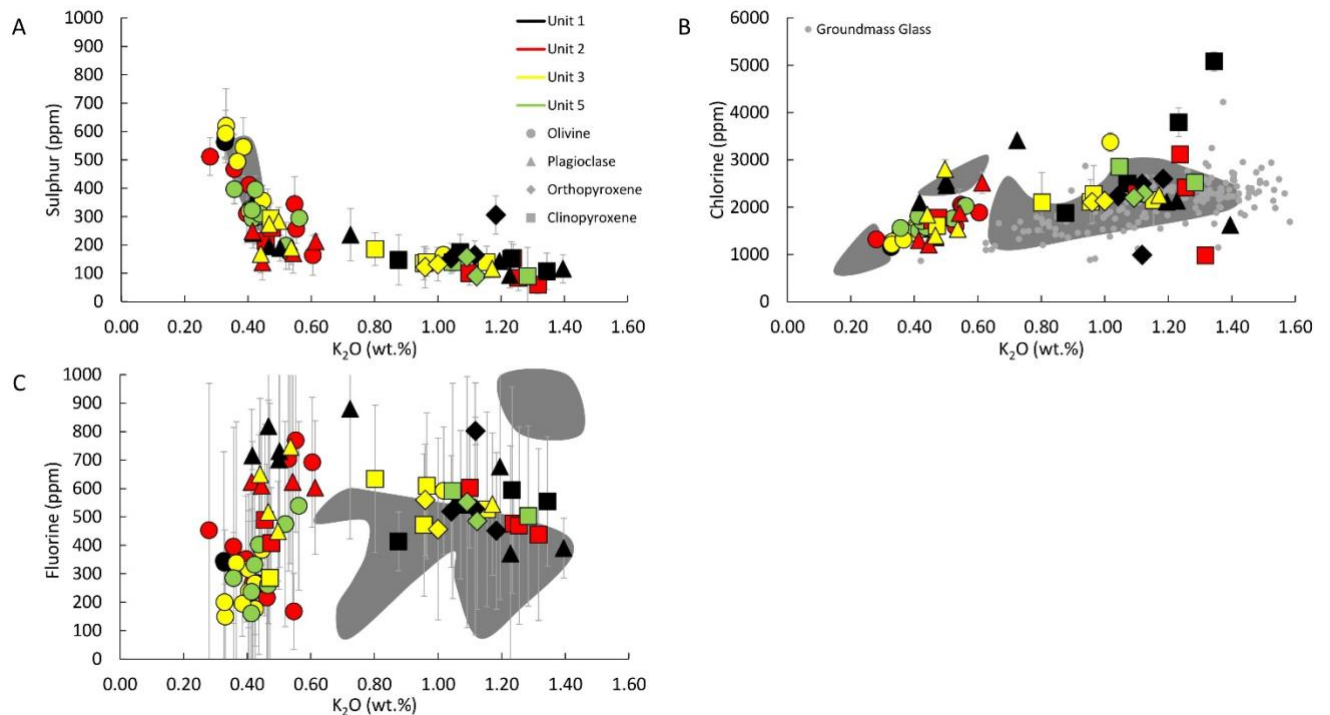 A
Sulphur (ppm)
1000
900
800
700
600
500
400
300
200
100
0
0.00 0.20 0.40 0.60 0.80 1.00 1.20 1.40 1.60
K₂O (wt.%)
Unit 1
Unit 2
Unit 3
Unit 5
Olivine
Plagioclase
Orthopyroxene
Clinopyroxene
B
Chlorine (ppm)
6000
5000
4000
3000
2000
1000
0
0.00 0.20 0.40 0.60 0.80 1.00 1.20 1.40 1.60
K₂O (wt.%)
Groundmass Glass
C
Fluorine (ppm)
1000
900
800
700
600
500
400
300
200
100
0
0.00 0.20 0.40 0.60 0.80 1.00 1.20 1.40 1.60
K₂O (wt.%)